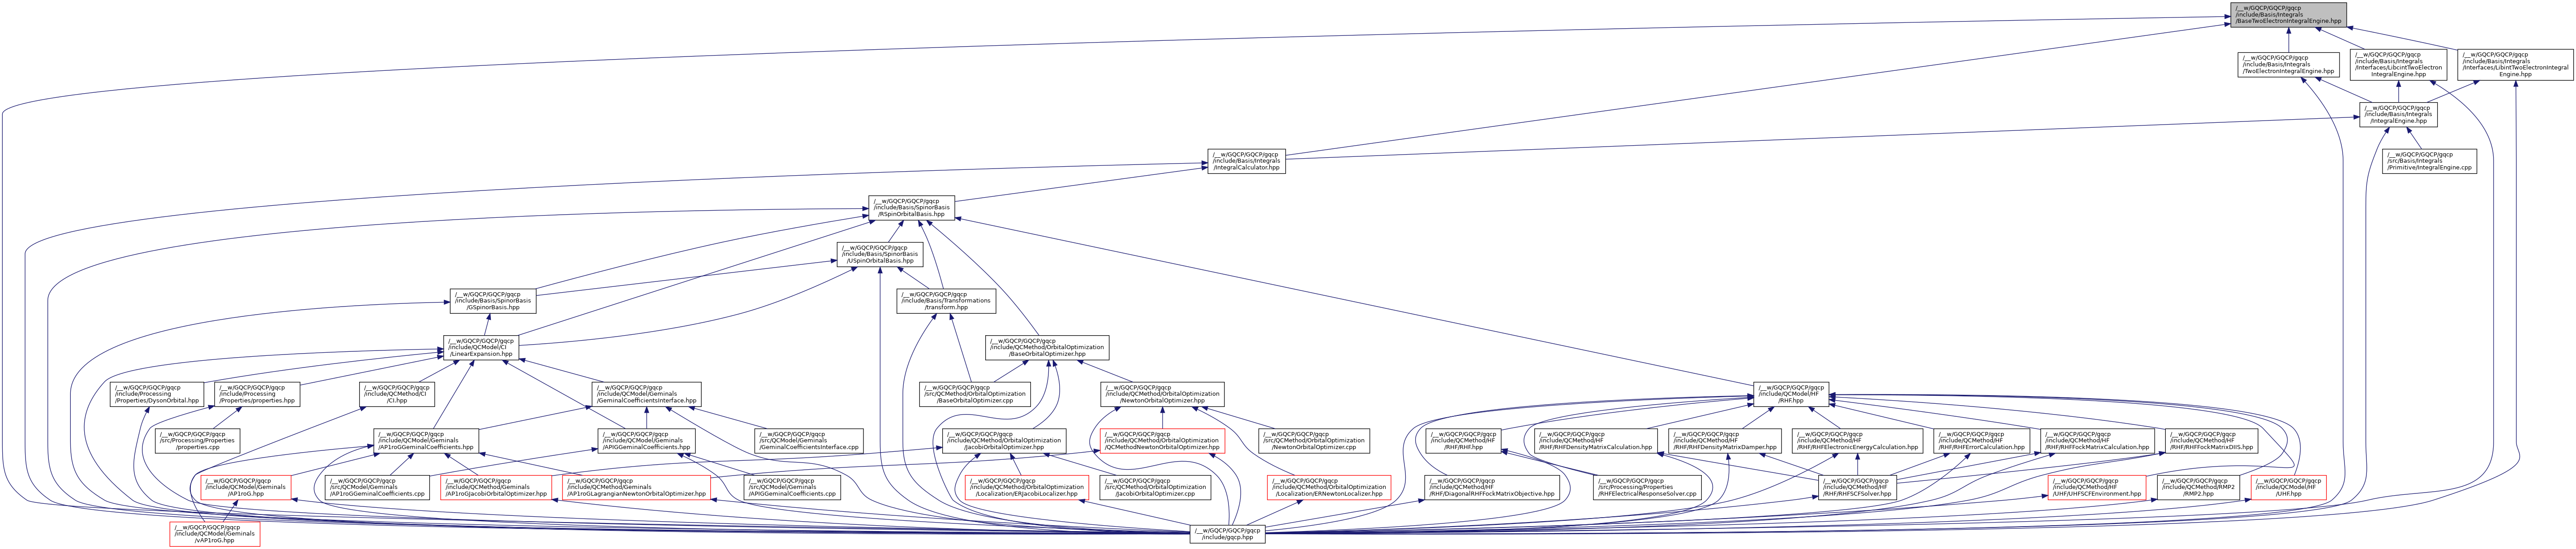 /__w/GQCP/GQCP/gqcp
/include/Basis/Integrals
/BaseTwoElectronIntegralEngine.hpp
/__w/GQCP/GQCP/gqcp
/include/Basis/Integrals
/TwoElectronIntegralEngine.hpp
/__w/GQCP/GQCP/gqcp
/include/Basis/Integrals
/Interfaces/LibcintTwoElectron
IntegralEngine.hpp
/__w/GQCP/GQCP/gqcp
/include/Basis/Integrals
/Interfaces/LibintTwoElectronIntegral
Engine.hpp
/__w/GQCP/GQCP/gqcp
/include/Basis/Integrals
/IntegralEngine.hpp
/__w/GQCP/GQCP/gqcp
/include/Basis/Integrals
/IntegralCalculator.hpp
/__w/GQCP/GQCP/gqcp
/src/Basis/Integrals
/Primitive/IntegralEngine.cpp
/__w/GQCP/GQCP/gqcp
/include/Basis/SpinorBasis
/RSpinOrbitalBasis.hpp
/__w/GQCP/GQCP/gqcp
/include/Basis/SpinorBasis
/USpinOrbitalBasis.hpp
/__w/GQCP/GQCP/gqcp
/include/Basis/SpinorBasis
/GSpinorBasis.hpp
/__w/GQCP/GQCP/gqcp
/include/Basis/Transformations
/transform.hpp
/__w/GQCP/GQCP/gqcp
/include/QCModel/CI
/LinearExpansion.hpp
/__w/GQCP/GQCP/gqcp
/include/QCMethod/OrbitalOptimization
/BaseOrbitalOptimizer.hpp
/__w/GQCP/GQCP/gqcp
/include/Processing
/Properties/DysonOrbital.hpp
/__w/GQCP/GQCP/gqcp
/include/Processing
/Properties/properties.hpp
/__w/GQCP/GQCP/gqcp
/include/QCMethod/CI
/CI.hpp
/__w/GQCP/GQCP/gqcp
/include/QCModel/Geminals
/GeminalCoefficientsInterface.hpp
/__w/GQCP/GQCP/gqcp
/src/QCMethod/OrbitalOptimization
/BaseOrbitalOptimizer.cpp
/__w/GQCP/GQCP/gqcp
/include/QCMethod/OrbitalOptimization
/NewtonOrbitalOptimizer.hpp
/__w/GQCP/GQCP/gqcp
/include/QCModel/HF
/RHF.hpp
/__w/GQCP/GQCP/gqcp
/src/Processing/Properties
/properties.cpp
/__w/GQCP/GQCP/gqcp
/include/QCModel/Geminals
/AP1roGGeminalCoefficients.hpp
/__w/GQCP/GQCP/gqcp
/include/QCModel/Geminals
/APIGGeminalCoefficients.hpp
/__w/GQCP/GQCP/gqcp
/src/QCModel/Geminals
/GeminalCoefficientsInterface.cpp
/__w/GQCP/GQCP/gqcp
/include/QCMethod/OrbitalOptimization
/JacobiOrbitalOptimizer.hpp
/__w/GQCP/GQCP/gqcp
/include/QCMethod/OrbitalOptimization
/QCMethodNewtonOrbitalOptimizer.hpp
/__w/GQCP/GQCP/gqcp
/src/QCMethod/OrbitalOptimization
/NewtonOrbitalOptimizer.cpp
/__w/GQCP/GQCP/gqcp
/include/QCMethod/HF
/RHF/RHF.hpp
/__w/GQCP/GQCP/gqcp
/include/QCMethod/HF
/RHF/RHFDensityMatrixCalculation.hpp
/__w/GQCP/GQCP/gqcp
/include/QCMethod/HF
/RHF/RHFDensityMatrixDamper.hpp
/__w/GQCP/GQCP/gqcp
/include/QCMethod/HF
/RHF/RHFElectronicEnergyCalculation.hpp
/__w/GQCP/GQCP/gqcp
/include/QCMethod/HF
/RHF/RHFErrorCalculation.hpp
/__w/GQCP/GQCP/gqcp
/include/QCMethod/HF
/RHF/RHFFockMatrixCalculation.hpp
/__w/GQCP/GQCP/gqcp
/include/QCMethod/HF
/RHF/RHFFockMatrixDIIS.hpp
/__w/GQCP/GQCP/gqcp
/include/QCModel/Geminals
/AP1roG.hpp
/__w/GQCP/GQCP/gqcp
/src/QCModel/Geminals
/AP1roGGeminalCoefficients.cpp
/__w/GQCP/GQCP/gqcp
/include/QCMethod/Geminals
/AP1roGJacobiOrbitalOptimizer.hpp
/__w/GQCP/GQCP/gqcp
/include/QCMethod/Geminals
/AP1roGLagrangianNewtonOrbitalOptimizer.hpp
/__w/GQCP/GQCP/gqcp
/src/QCModel/Geminals
/APIGGeminalCoefficients.cpp
/__w/GQCP/GQCP/gqcp
/include/QCMethod/OrbitalOptimization
/Localization/ERJacobiLocalizer.hpp
/__w/GQCP/GQCP/gqcp
/src/QCMethod/OrbitalOptimization
/JacobiOrbitalOptimizer.cpp
/__w/GQCP/GQCP/gqcp
/include/QCMethod/OrbitalOptimization
/Localization/ERNewtonLocalizer.hpp
/__w/GQCP/GQCP/gqcp
/include/QCMethod/HF
/RHF/DiagonalRHFFockMatrixObjective.hpp
/__w/GQCP/GQCP/gqcp
/src/Processing/Properties
/RHFElectricalResponseSolver.cpp
/__w/GQCP/GQCP/gqcp
/include/QCMethod/HF
/RHF/RHFSCFSolver.hpp
/__w/GQCP/GQCP/gqcp
/include/QCMethod/HF
/UHF/UHFSCFEnvironment.hpp
/__w/GQCP/GQCP/gqcp
/include/QCMethod/RMP2
/RMP2.hpp
/__w/GQCP/GQCP/gqcp
/include/QCModel/HF
/UHF.hpp
/__w/GQCP/GQCP/gqcp
/include/QCModel/Geminals
/vAP1roG.hpp
/__w/GQCP/GQCP/gqcp
/include/gqcp.hpp